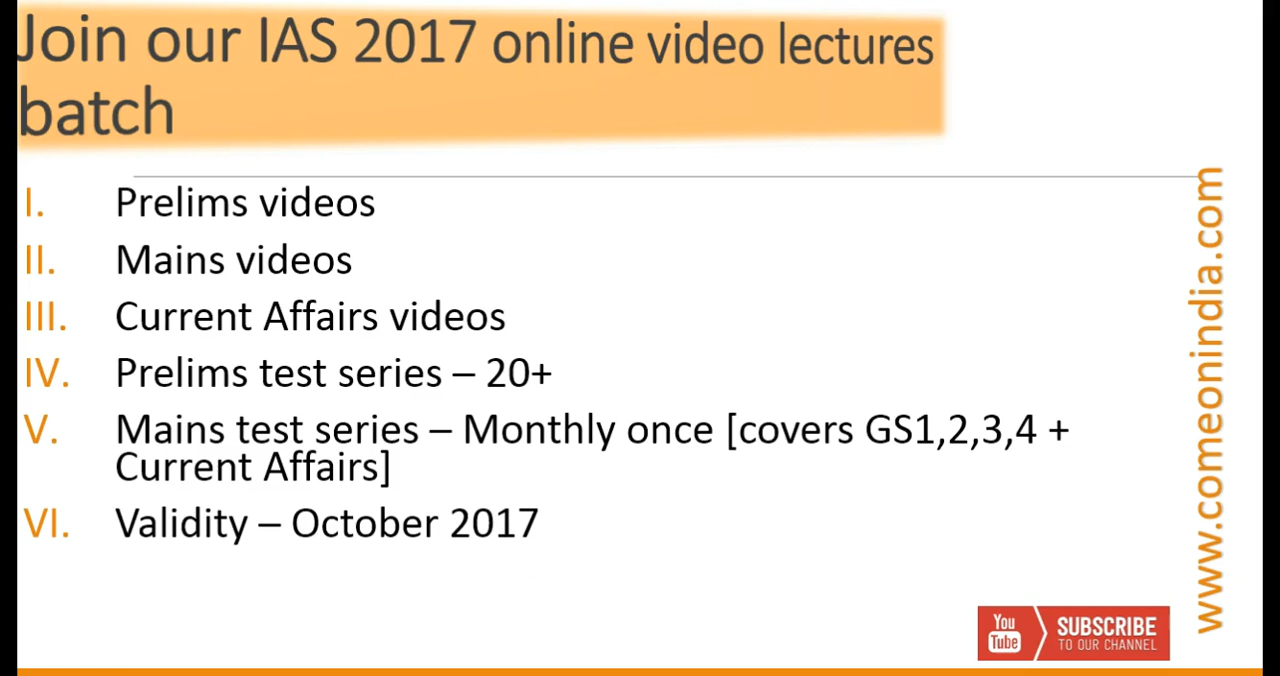 Join our IAS 2017 online video lectures
batch
I. Prelims videos
II. Mains videos
III. Current Affairs videos
IV. Prelims test series – 20+
V. Mains test series – Monthly once [covers GS1,2,3,4 +
Current Affairs]
VI. Validity – October 2017
www.comeonindia.com
You
Tube
SUBSCRIBE
TO OUR CHANNEL